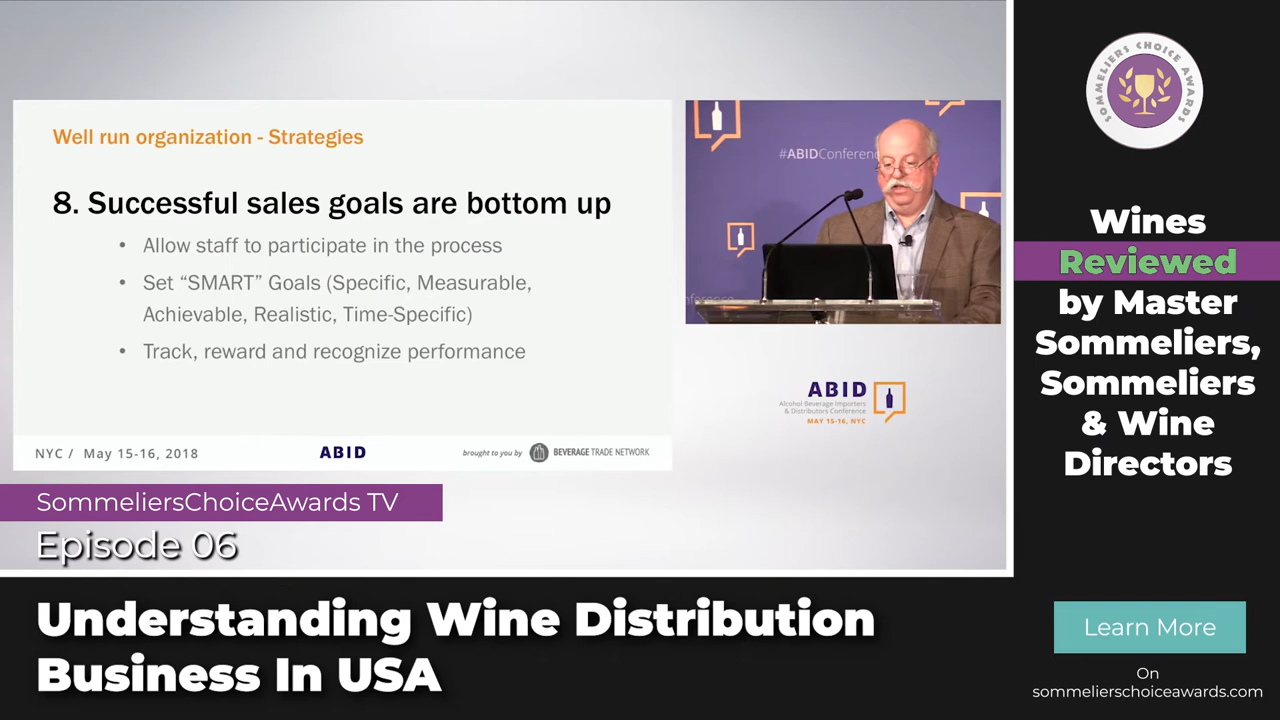 Well run organization - Strategies
8. Successful sales goals are bottom up
• Allow staff to participate in the process
• Set “SMART” Goals (Specific, Measurable,
Achievable, Realistic, Time-Specific)
• Track, reward and recognize performance
NYC / May 15-16, 2018
ABID
brought to you by
BEVERAGE TRADE NETWORK
#ABIDConferenc
ABID
Alcohol Beverage Importers
& Distributors Conference
MAY 15-16, NYC
SommeliersChoiceAwards TV
Episode 06
Understanding Wine Distribution
Business In USA
SOMMELIERS CHOICE AWARDS
Wines
Reviewed
by Master
Sommeliers,
Sommeliers
& Wine
Directors
Learn More
On
sommelierschoiceawards.com